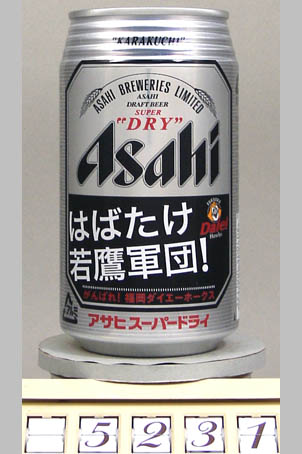 "KARAKUCHI"
ASAHI BREWERIES LIMITED
ASAHI
DRAFT BEER
SUPER
"DRY"
Asahi
はばたけ
若鷹軍団!
Daiei
Hawks
がんばれ!福岡ダイエーホークス
アサヒスーパードライ
5 2 3 1